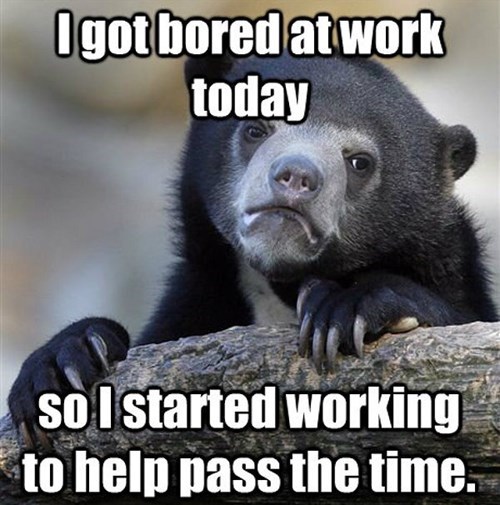 I got bored at work
today
so I started working
to help pass the time.